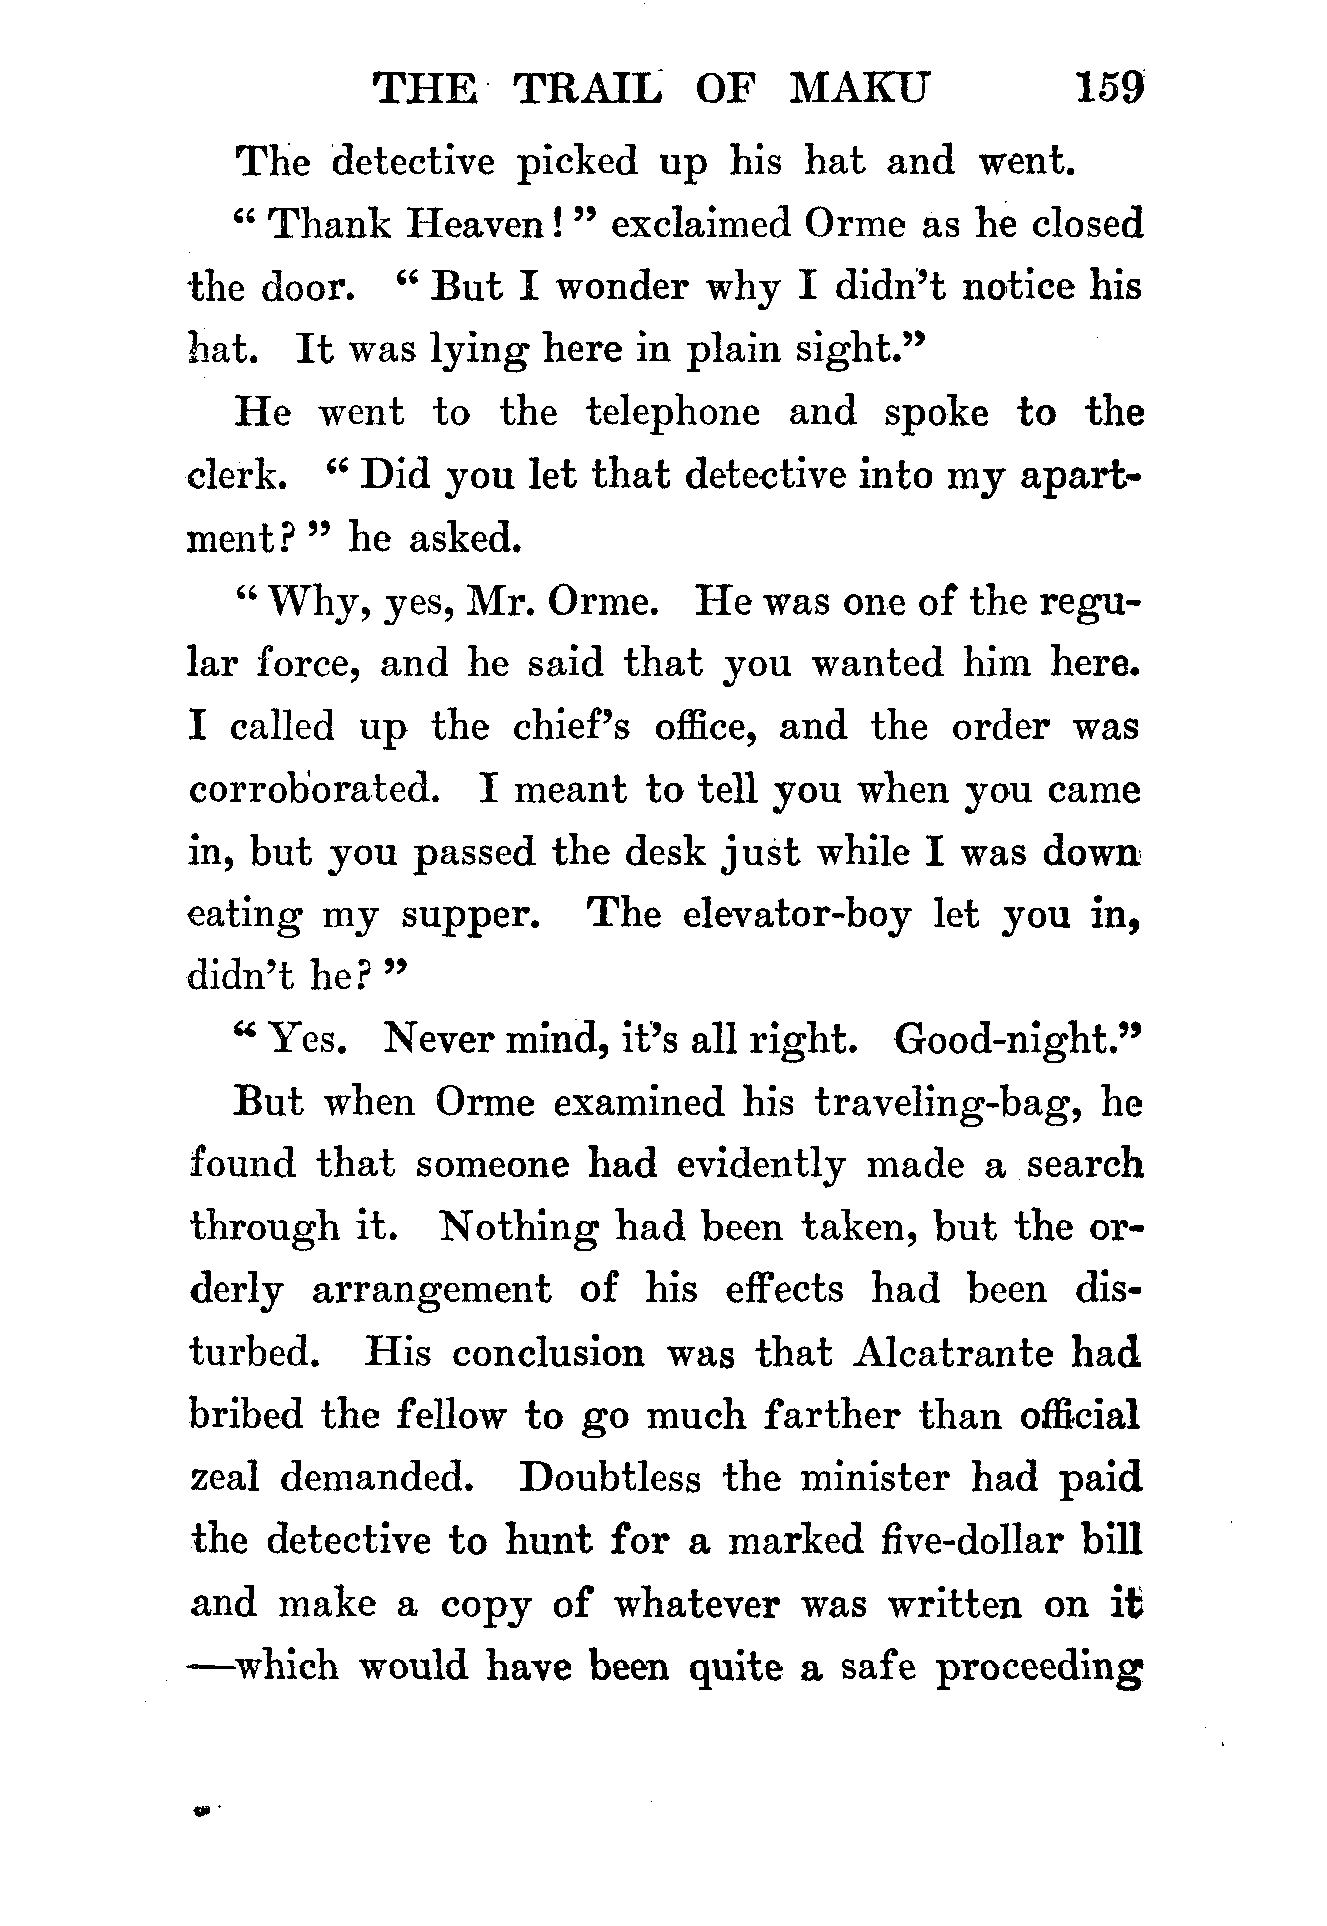 THE TRAIL OF MAKU 159
The detective picked up his hat and went.
“ Thank Heaven! ” exclaimed Orme as he closed
the door. “ But I wonder why I didn’t notice his
hat. It was lying here in plain sight.”
He went to the telephone and spoke to the
clerk. “ Did you let that detective into my apart-
ment? ” he asked.
“ Why, yes, Mr. Orme. He was one of the regu-
lar force, and he said that you wanted him here.
I called up the chief’s office, and the order was
corroborated. I meant to tell you when you came
in, but you passed the desk just while I was down
eating my supper. The elevator-boy let you in,
didn’t he? ”
“ Yes. Never mind, it’s all right. Good-night.”
But when Orme examined his traveling-bag, he
found that someone had evidently made a search
through it. Nothing had been taken, but the or-
derly arrangement of his effects had been dis-
turbed. His conclusion was that Alcatrante had
bribed the fellow to go much farther than official
zeal demanded. Doubtless the minister had paid
the detective to hunt for a marked five-dollar bill
and make a copy of whatever was written on it
—which would have been quite a safe proceeding